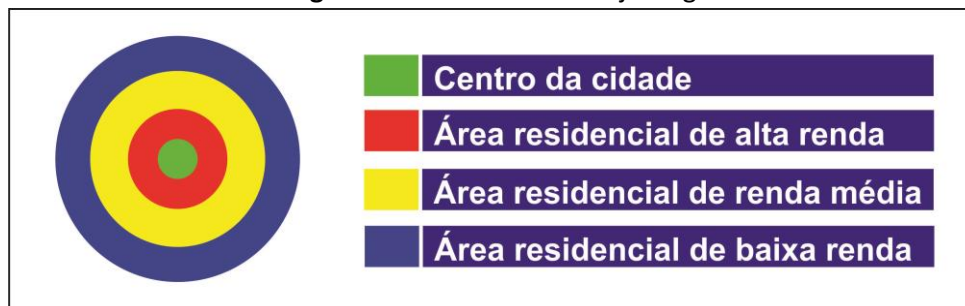 Centro da cidade
Área residencial de alta renda
Área residencial de renda média
Área residencial de baixa renda